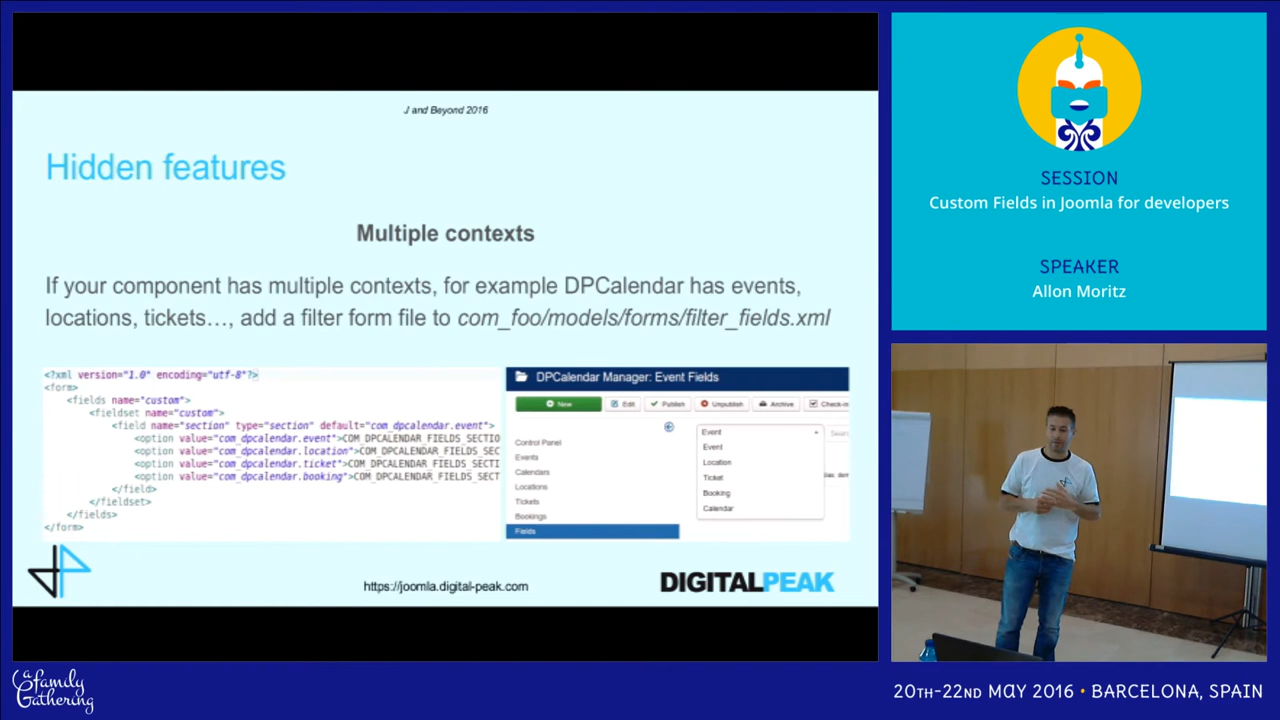 J and Beyond 2016
Hidden features
Multiple contexts
If your component has multiple contexts, for example DPCalendar has events,
locations, tickets…, add a filter form file to com_foo/models/forms/filter_fields.xml
<?xml version="1.0" encoding="utf-8"?>
<form>
<fields name="custom">
<fieldset name="custom">
<field name="section" type="section" default="com_dpcalendar.event">
<option value="com_dpcalendar.event">COM_DPCALENDAR_FIELDS_SECTIO
<option value="com_dpcalendar.location">COM_DPCALENDAR_FIELDS_SEC
<option value="com_dpcalendar.ticket">COM_DPCALENDAR_FIELDS_SECTI
<option value="com_dpcalendar.booking">COM_DPCALENDAR_FIELDS_SECT
</field>
</fieldset>
</fields>
</form>
DPCalendar Manager: Event Fields
New Edit Publish Unpublish Archive Check-in
Control Panel
Events
Calendars
Locations
Tickets
Bookings
Fields
Event
Event
Location
Ticket
Booking
Calendar
https://joomla.digital-peak.com
DIGITALPEAK
SESSION
Custom Fields in Joomla for developers
SPEAKER
Allon Moritz
a Family
Gathering
20TH-22ND MAY 2016 • BARCELONA, SPAIN